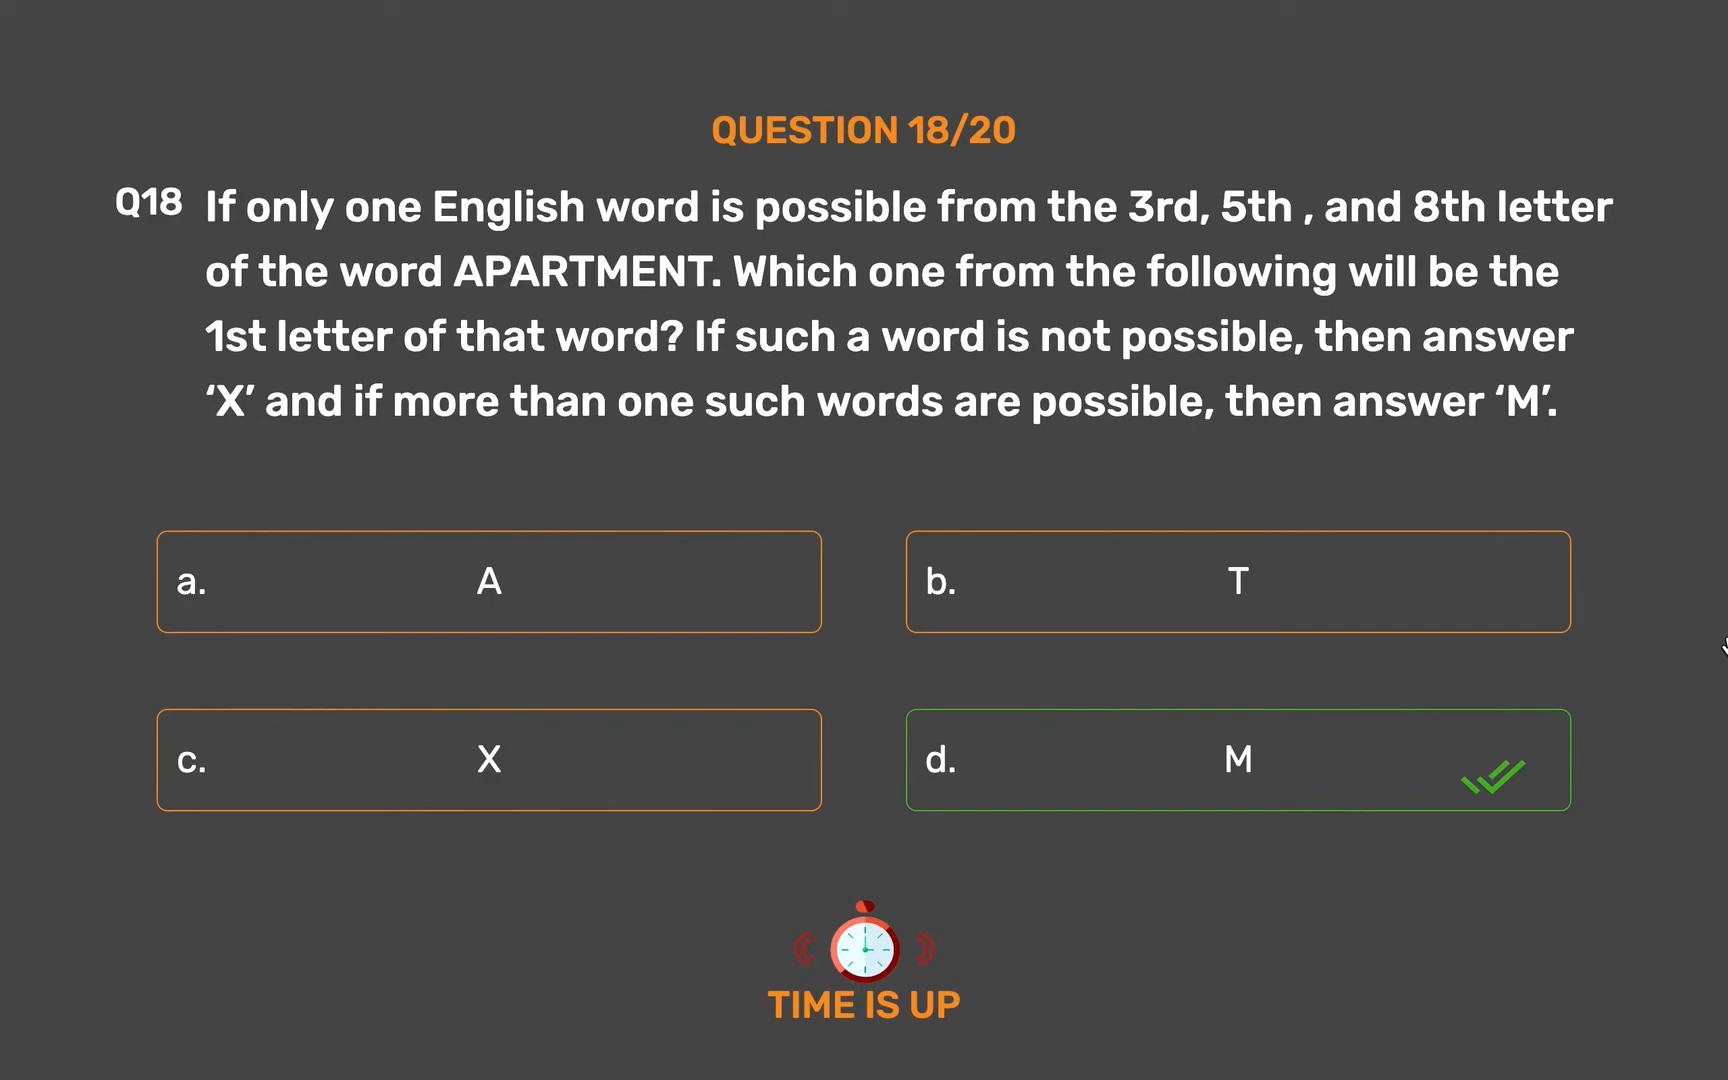 QUESTION 18/20
Q18 If only one English word is possible from the 3rd, 5th , and 8th letter
of the word APARTMENT. Which one from the following will be the
1st letter of that word? If such a word is not possible, then answer
‘X’ and if more than one such words are possible, then answer ‘M’.
a. A
b. T
c. X
d. M
TIME IS UP